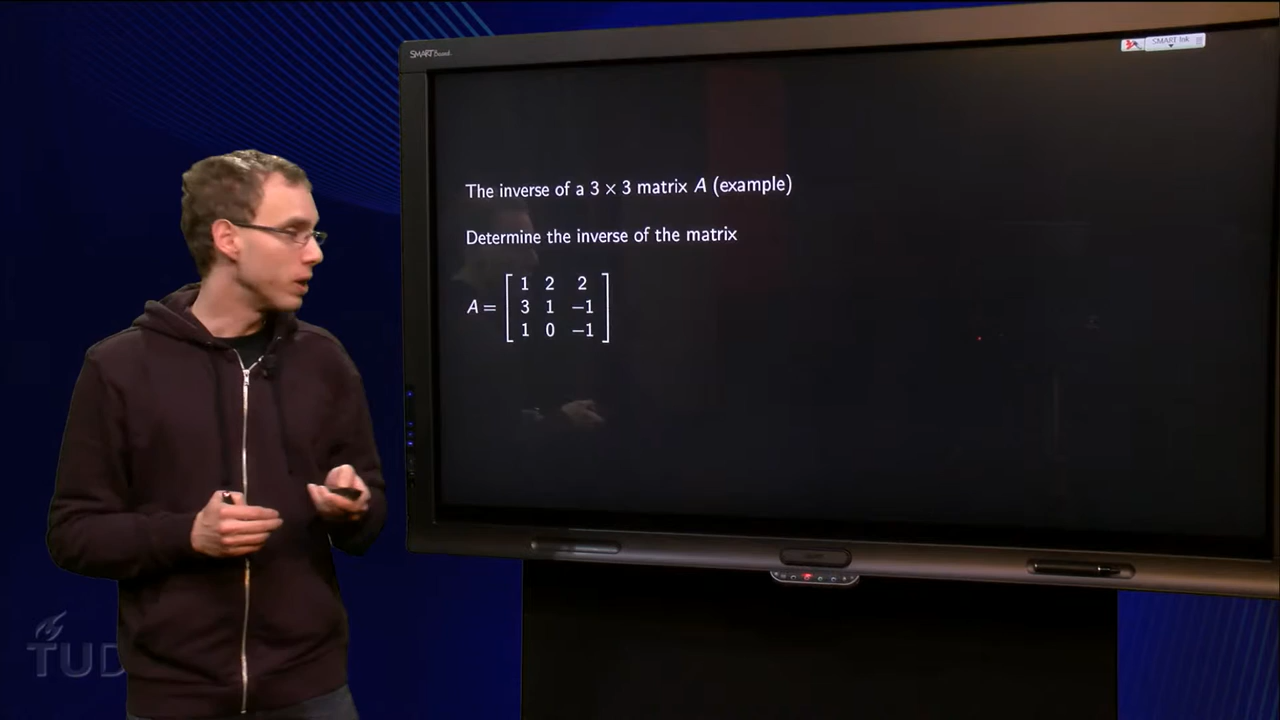 SMART Board
SMART Ink
The inverse of a 3 × 3 matrix A (example)
Determine the inverse of the matrix
A = [ 1 2 2
3 1 −1
1 0 −1 ]
TUD